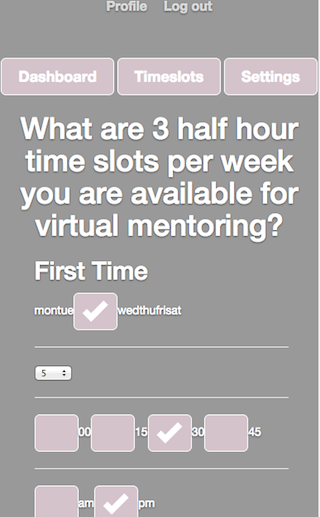 Profile Log out
Dashboard Timeslots Settings
What are 3 half hour
time slots per week
you are available for
virtual mentoring?
First Time
montue wedthufrisat
5
00 15 30 45
am pm